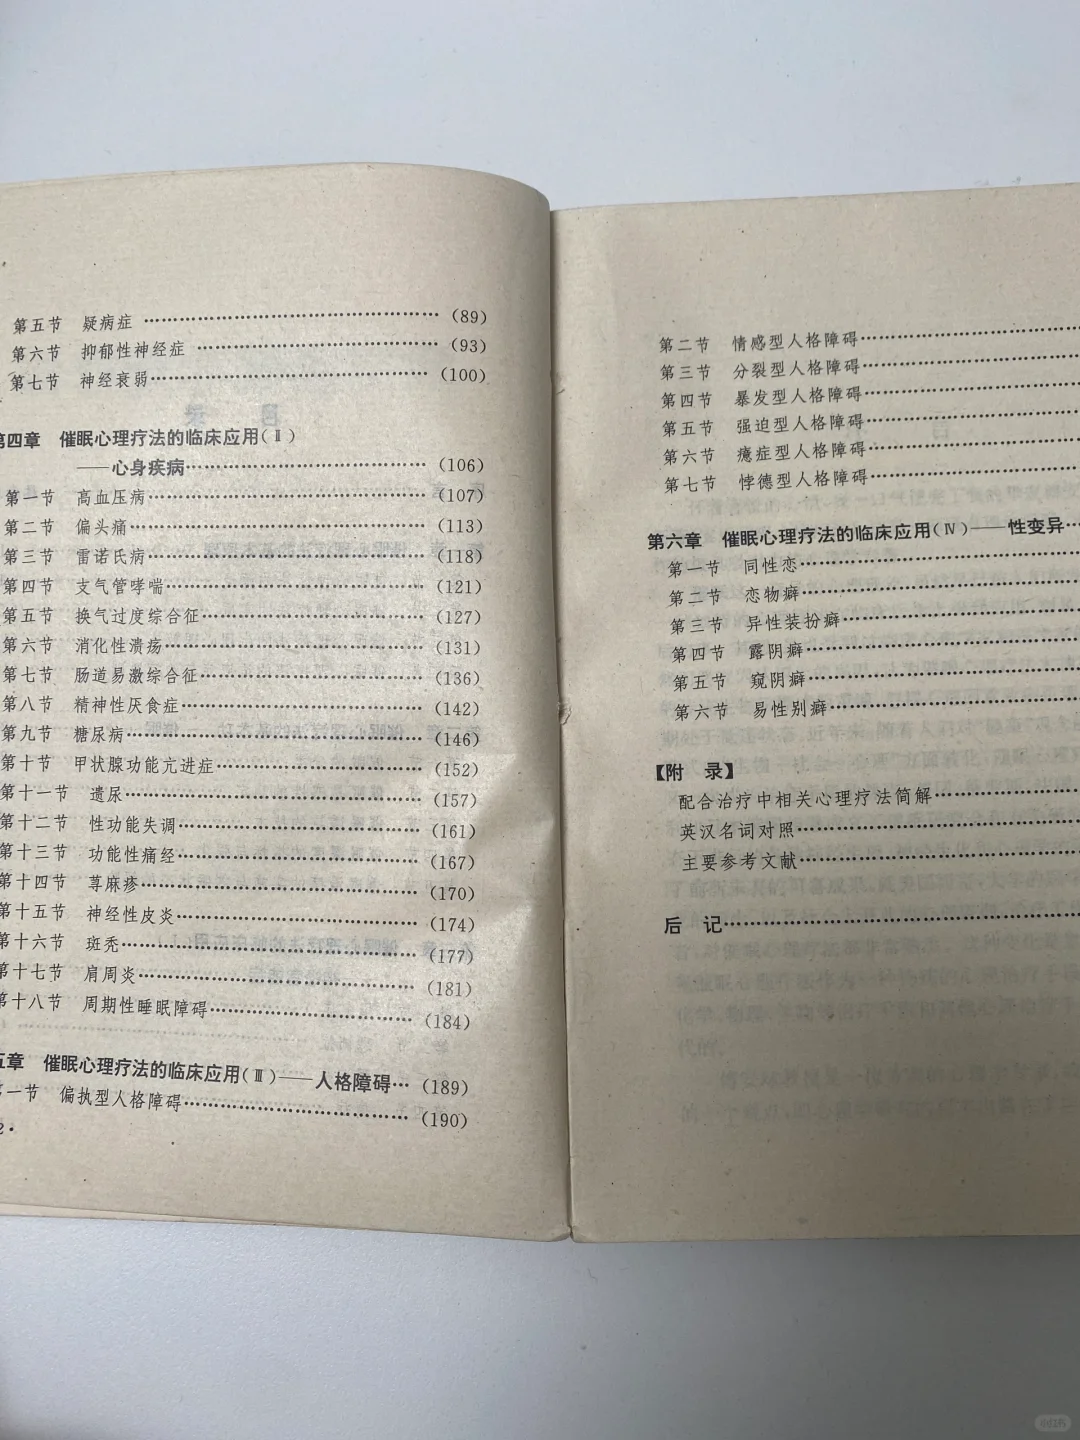 第五节 疑病症 ……………………………… (89)
第六节 抑郁性神经症 ……………………… (93)
第七节 神经衰弱……………………………… (100)
第四章 催眠心理疗法的临床应用(Ⅱ)
——心身疾病……………………………… (106)
第一节 高血压病……………………………… (107)
第二节 偏头痛………………………………… (113)
第三节 雷诺氏病……………………………… (118)
第四节 支气管哮喘…………………………… (121)
第五节 换气过度综合征……………………… (127)
第六节 消化性溃疡…………………………… (131)
第七节 肠道易激综合征……………………… (136)
第八节 精神性厌食症………………………… (142)
第九节 糖尿病………………………………… (146)
第十节 甲状腺功能亢进症…………………… (152)
第十一节 遗尿………………………………… (157)
第十二节 性功能失调………………………… (161)
第十三节 功能性痛经………………………… (167)
第十四节 荨麻疹……………………………… (170)
第十五节 神经性皮炎………………………… (174)
第十六节 斑秃………………………………… (177)
第十七节 肩周炎……………………………… (181)
第十八节 周期性睡眠障碍…………………… (184)
五章 催眠心理疗法的临床应用(Ⅲ)——人格障碍… (189)
一节 偏执型人格障碍……………………… (190)
2·
第二节 情感型人格障碍………………………
第三节 分裂型人格障碍………………………
第四节 暴发型人格障碍………………………
第五节 强迫型人格障碍………………………
第六节 癔症型人格障碍………………………
第七节 悖德型人格障碍………………………
第六章 催眠心理疗法的临床应用(Ⅳ)——性变异…
第一节 同性恋…………………………………
第二节 恋物癖…………………………………
第三节 异性装扮癖……………………………
第四节 露阴癖…………………………………
第五节 窥阴癖…………………………………
第六节 易性别癖………………………………
【附 录】
配合治疗中相关心理疗法简解………………
英汉名词对照…………………………………
主要参考文献…………………………………
后 记……………………………………………